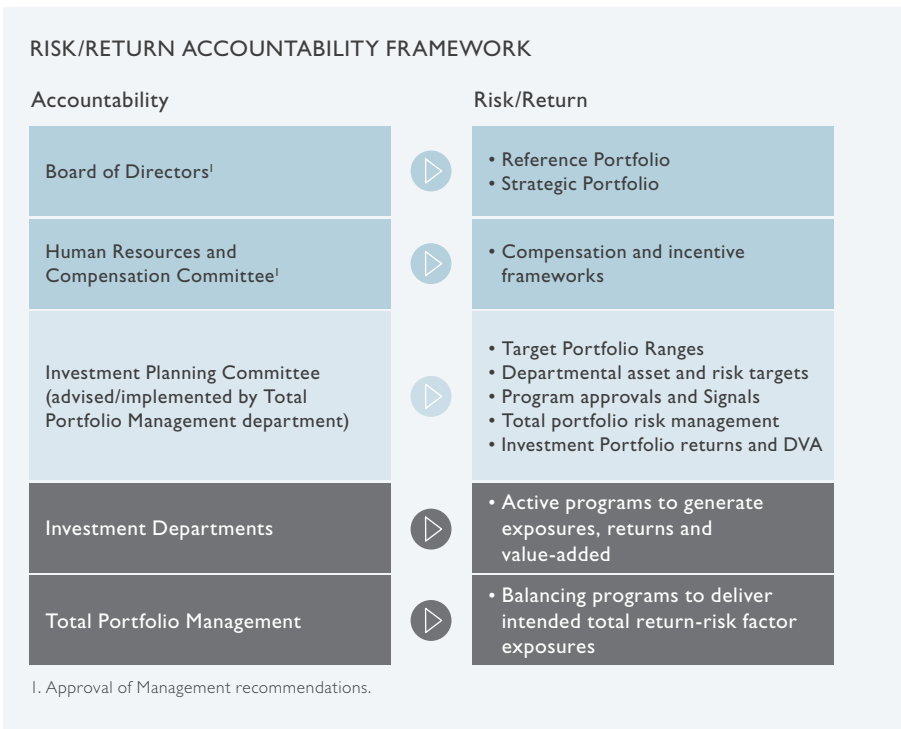 RISK/RETURN ACCOUNTABILITY FRAMEWORK
Accountability
Risk/Return
Board of Directors¹
• Reference Portfolio
• Strategic Portfolio
Human Resources and
Compensation Committee¹
• Compensation and incentive
frameworks
Investment Planning Committee
(advised/implemented by Total
Portfolio Management department)
• Target Portfolio Ranges
• Departmental asset and risk targets
• Program approvals and Signals
• Total portfolio risk management
• Investment Portfolio returns and DVA
Investment Departments
• Active programs to generate
exposures, returns and
value-added
Total Portfolio Management
• Balancing programs to deliver
intended total return-risk factor
exposures
1. Approval of Management recommendations.